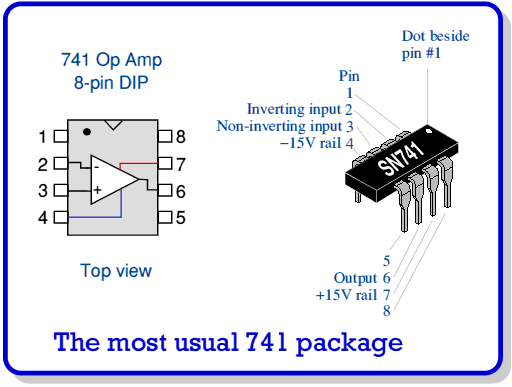 741 Op Amp
8-pin DIP
1
8
2
-
7
3
+
6
4
5
Top view
Dot beside
pin #1
Pin
1
Inverting input 2
Non-inverting input 3
−15V rail 4
SN741
5
Output 6
+15V rail 7
8
The most usual 741 package